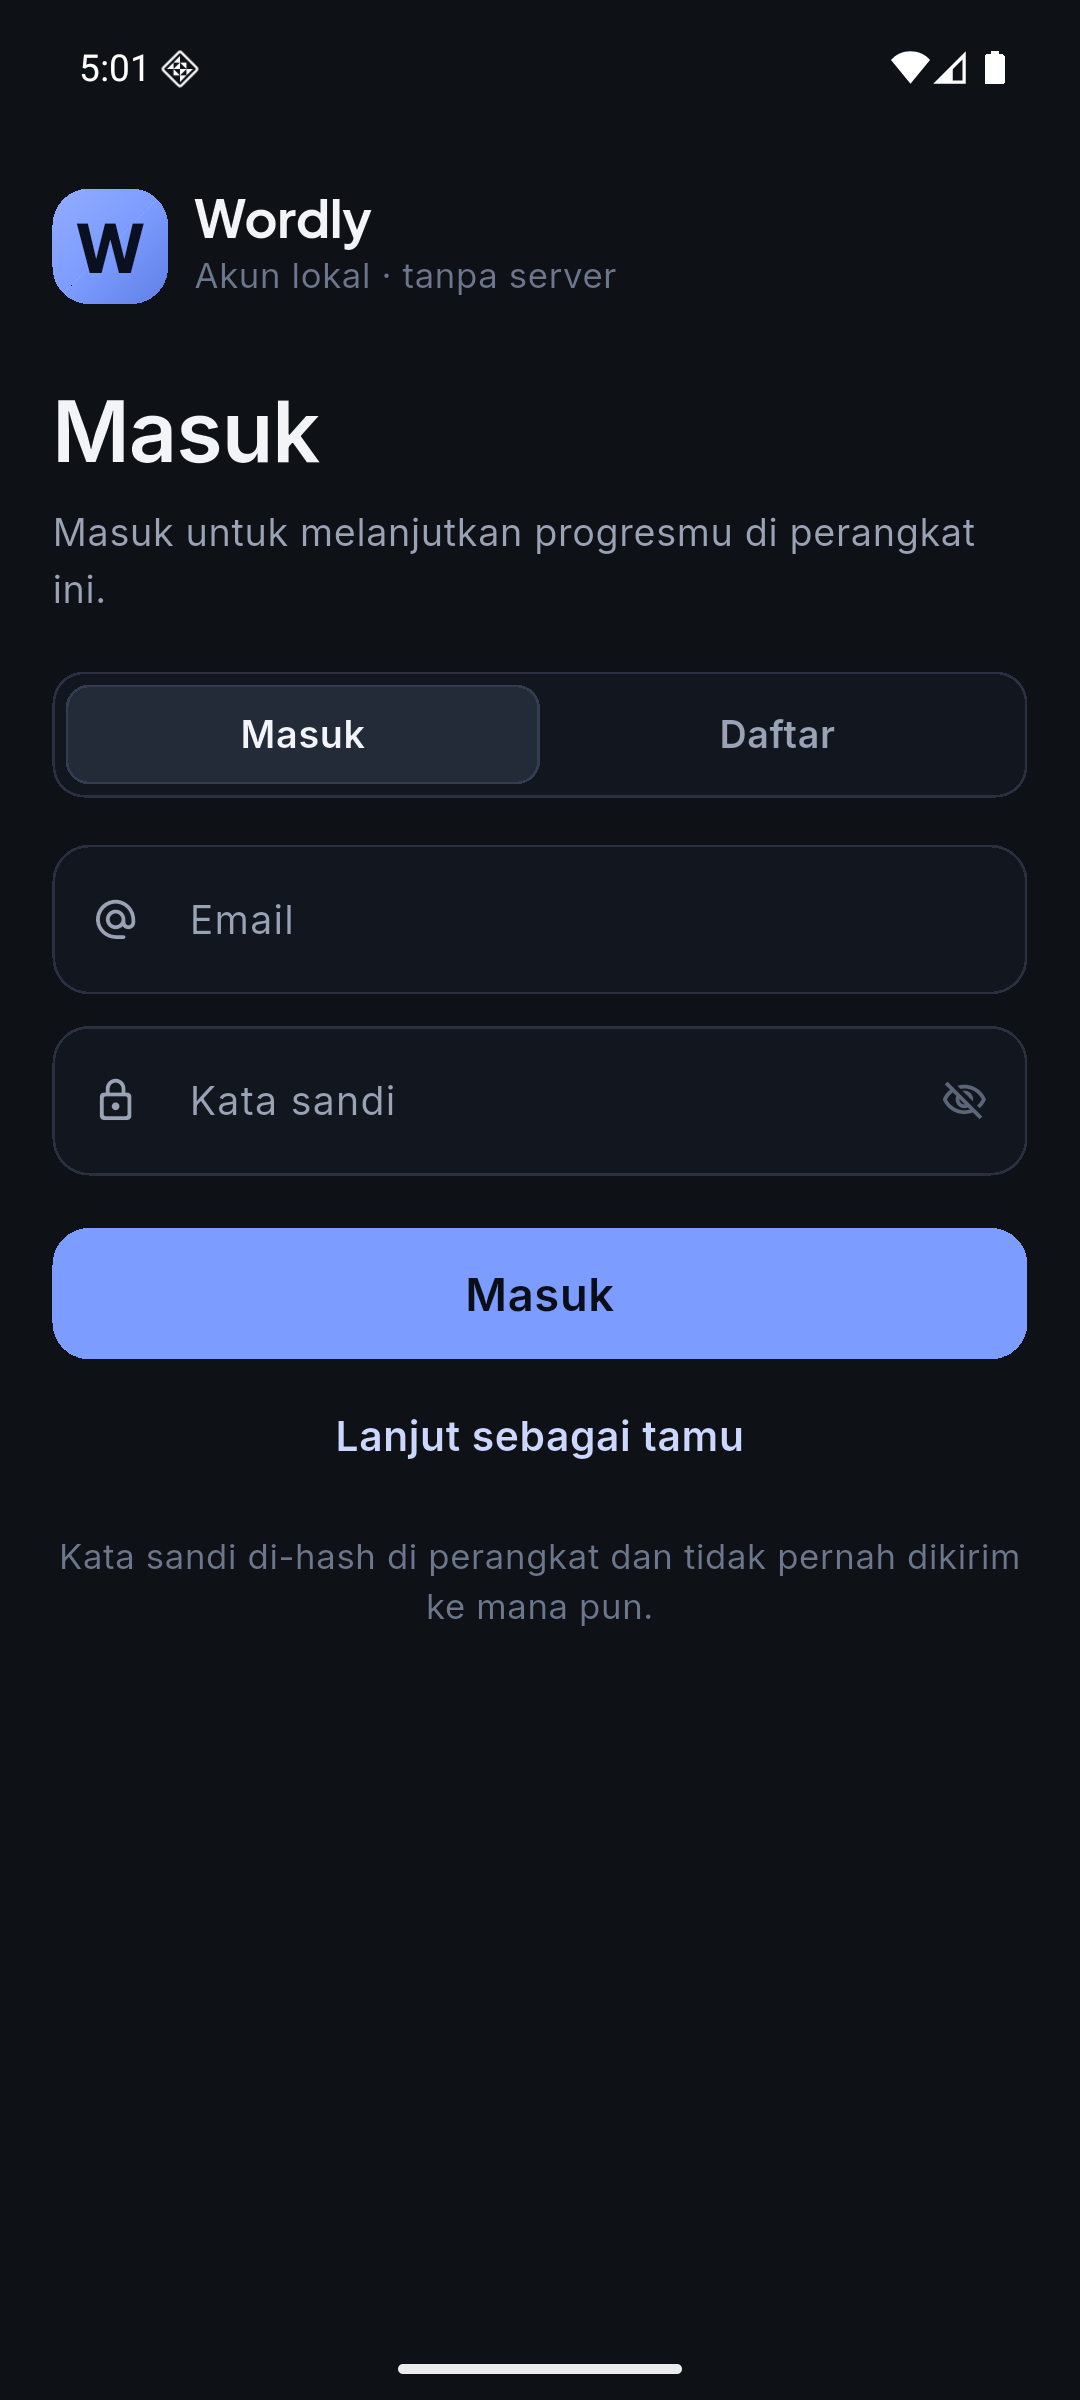 5:01
W
Wordly
Akun lokal · tanpa server
Masuk
Masuk untuk melanjutkan progresmu di perangkat
ini.
Masuk
Daftar
Email
Kata sandi
Masuk
Lanjut sebagai tamu
Kata sandi di-hash di perangkat dan tidak pernah dikirim
ke mana pun.